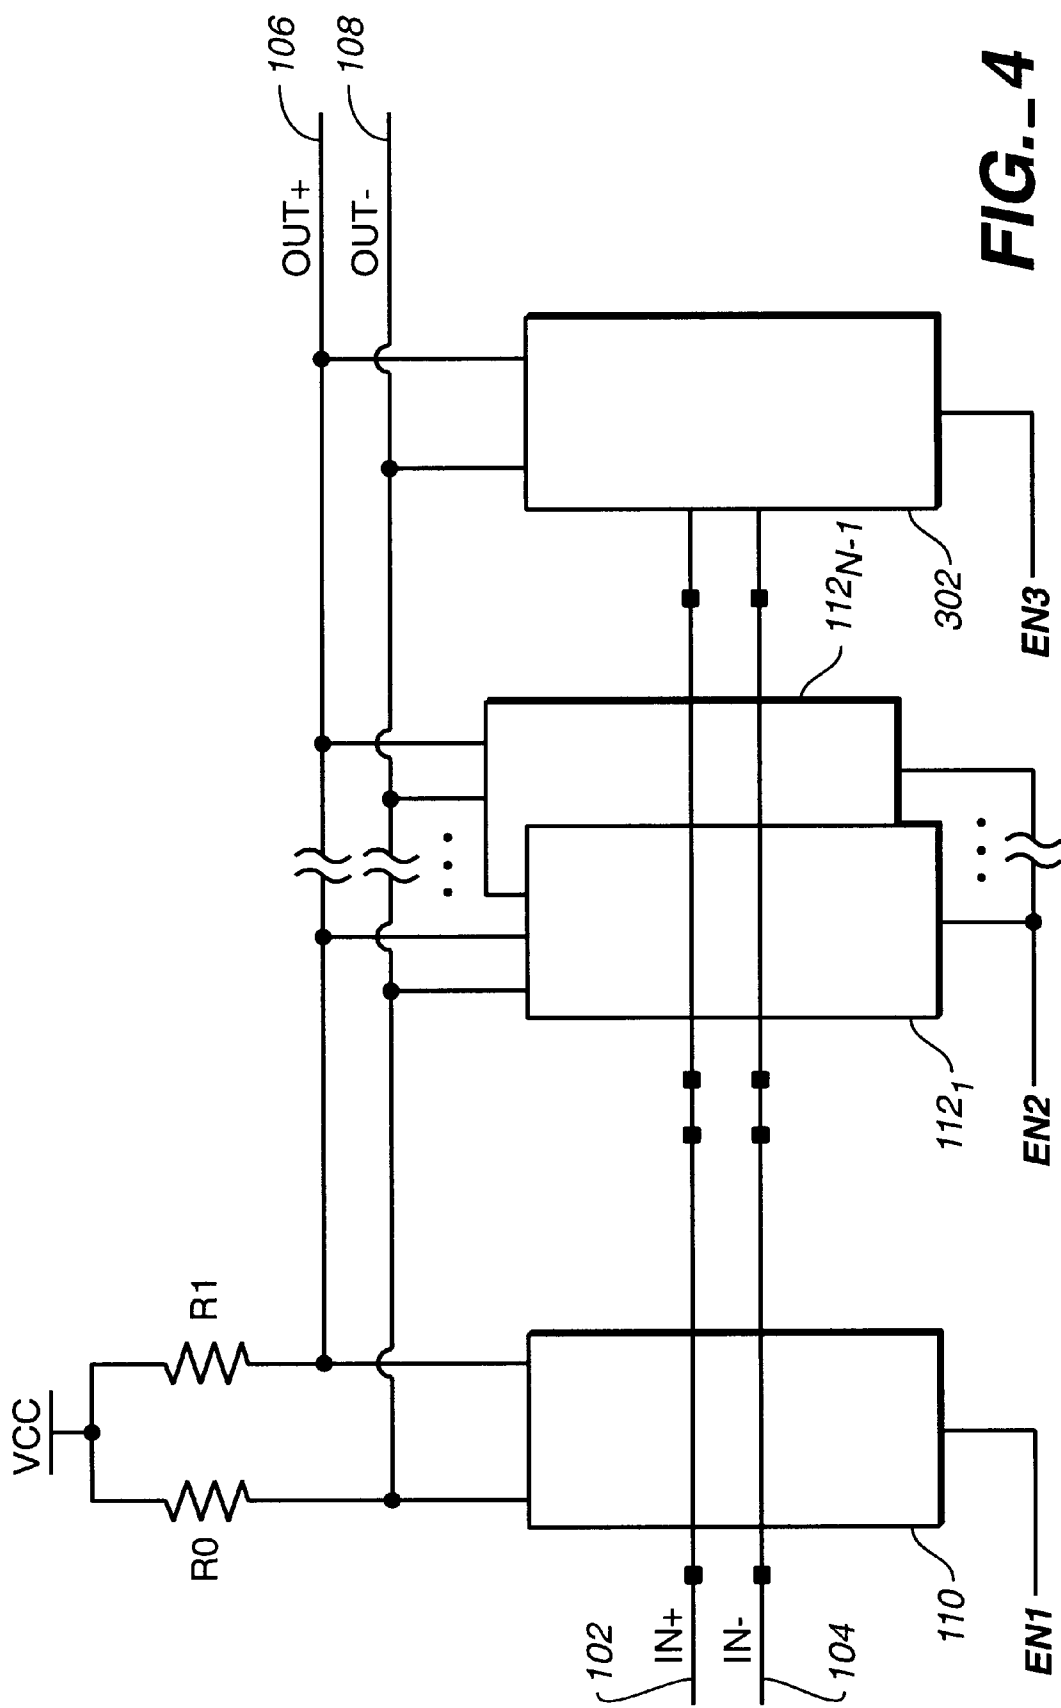 VCC
R0
R1
OUT+
106
OUT-
108
102
IN+
IN-
104
110
112₁
112N-1
302
EN1
EN2
EN3
FIG._4